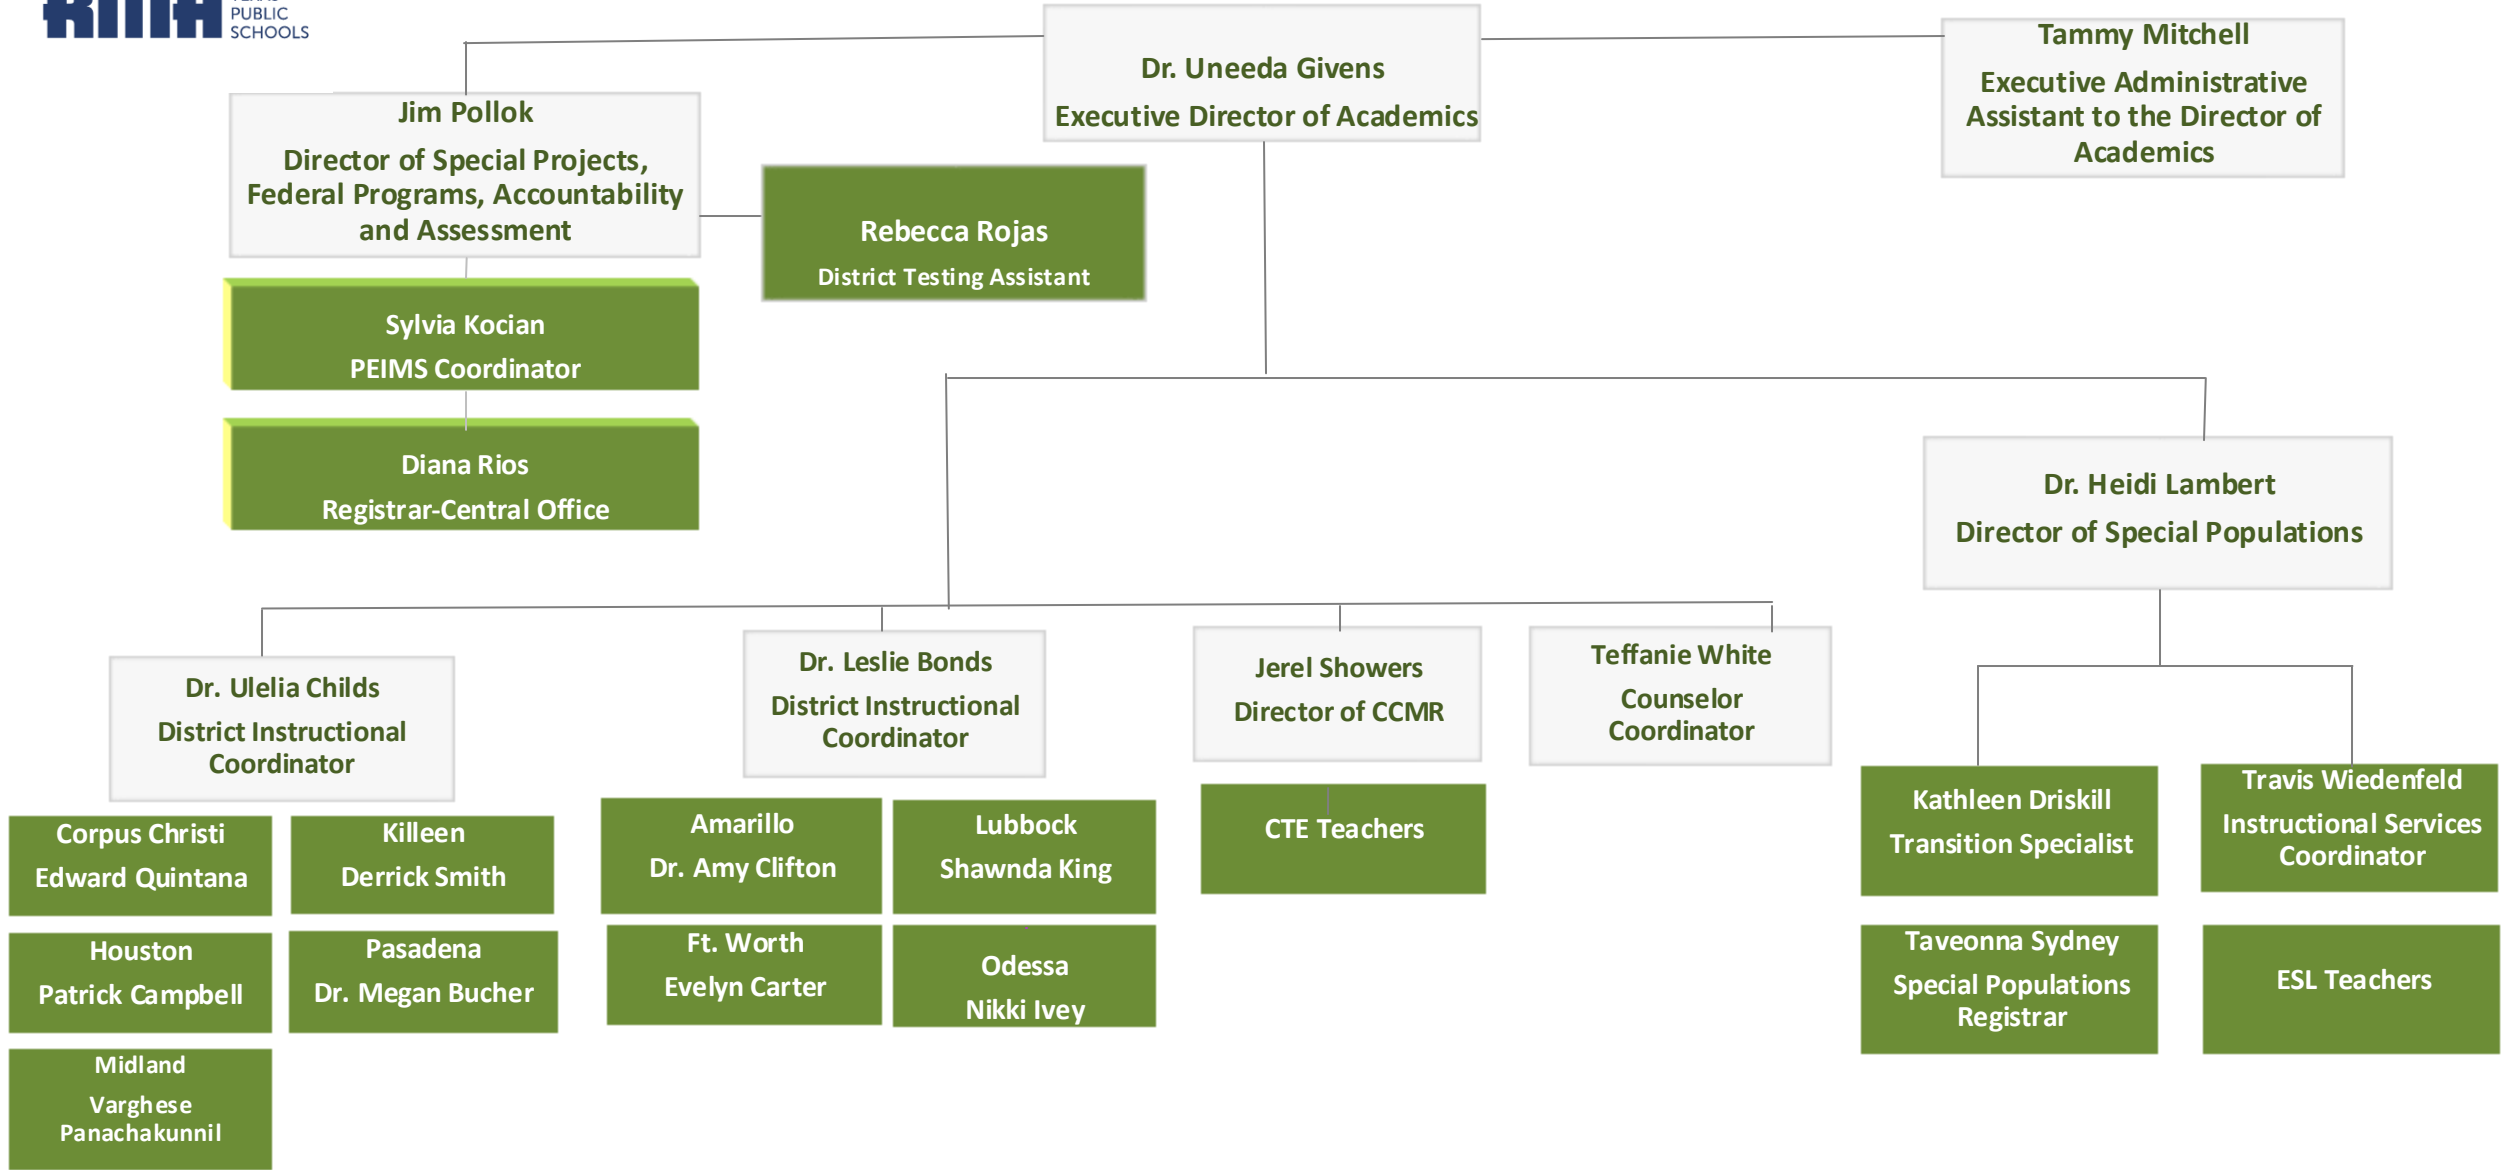 PUBLIC
SCHOOLS
Dr. Uneeda Givens
Executive Director of Academics
Tammy Mitchell
Executive Administrative
Assistant to the Director of
Academics
Jim Pollok
Director of Special Projects,
Federal Programs, Accountability
and Assessment
Rebecca Rojas
District Testing Assistant
Sylvia Kocian
PEIMS Coordinator
Diana Rios
Registrar-Central Office
Dr. Heidi Lambert
Director of Special Populations
Dr. Ulelia Childs
District Instructional
Coordinator
Dr. Leslie Bonds
District Instructional
Coordinator
Jerel Showers
Director of CCMR
Teffanie White
Counselor
Coordinator
Corpus Christi
Edward Quintana
Killeen
Derrick Smith
Houston
Patrick Campbell
Pasadena
Dr. Megan Bucher
Midland
Varghese
Panachakunnil
Amarillo
Dr. Amy Clifton
Lubbock
Shawnda King
Ft. Worth
Evelyn Carter
Odessa
Nikki Ivey
CTE Teachers
Kathleen Driskill
Transition Specialist
Travis Wiedenfeld
Instructional Services
Coordinator
Taveonna Sydney
Special Populations
Registrar
ESL Teachers